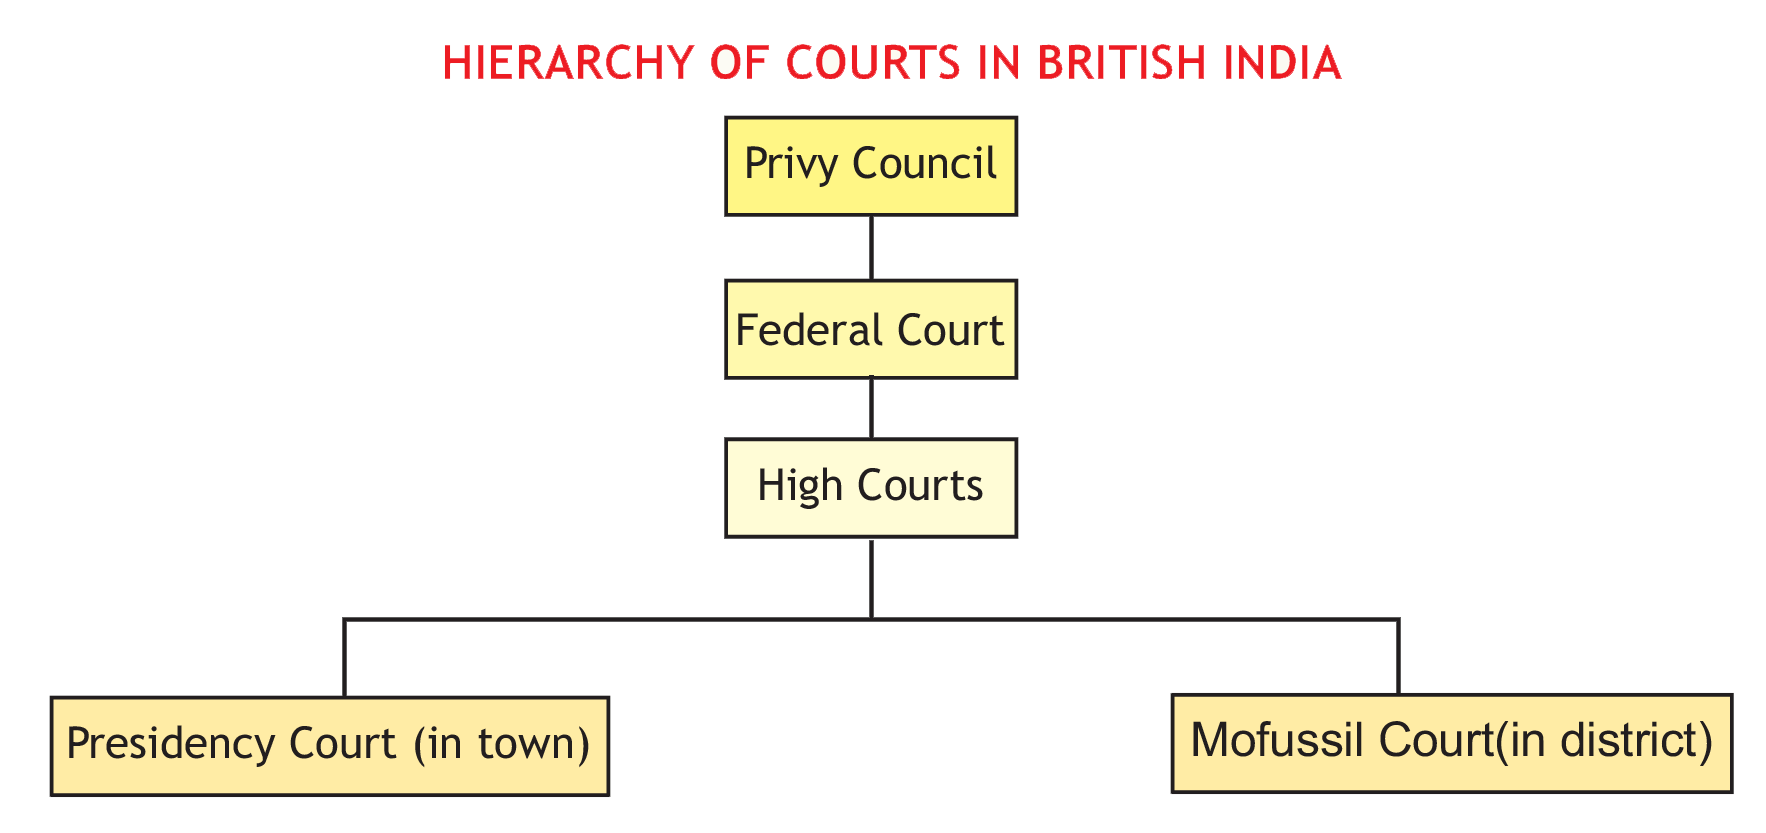 HIERARCHY OF COURTS IN BRITISH INDIA
Privy Council
Federal Court
High Courts
Presidency Court (in town)
Mofussil Court(in district)